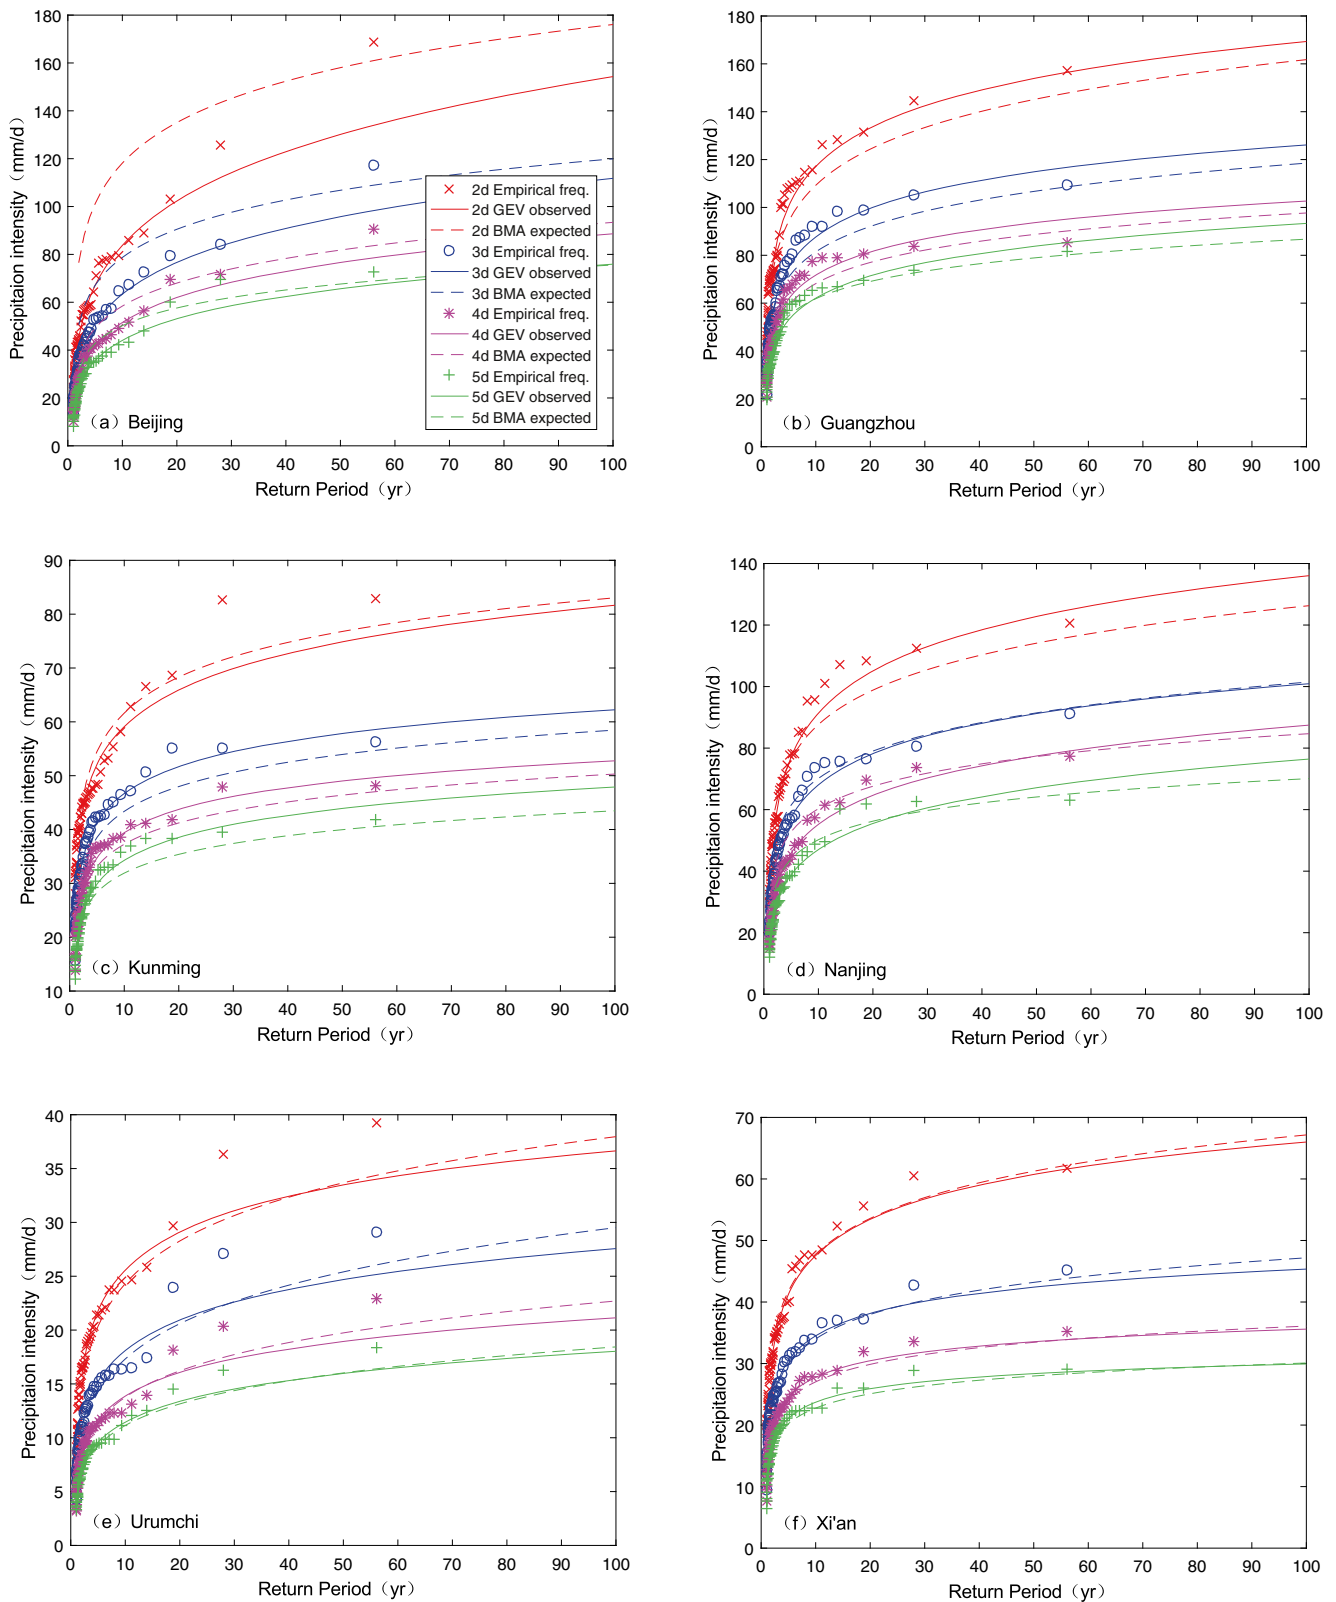 180
160
140
120
100
80
60
40
20
0
Precipitaion intensity（mm/d）
2d Empirical freq.
2d GEV observed
2d BMA expected
3d Empirical freq.
3d GEV observed
3d BMA expected
4d Empirical freq.
4d GEV observed
4d BMA expected
5d Empirical freq.
5d GEV observed
5d BMA expected
（a）Beijing
0 10 20 30 40 50 60 70 80 90 100
Return Period（yr）
180
160
140
120
100
80
60
40
20
0
Precipitaion intensity（mm/d）
（b）Guangzhou
0 10 20 30 40 50 60 70 80 90 100
Return Period（yr）
90
80
70
60
50
40
30
20
10
Precipitaion intensity（mm/d）
（c）Kunming
0 10 20 30 40 50 60 70 80 90 100
Return Period（yr）
140
120
100
80
60
40
20
0
Precipitaion intensity（mm/d）
（d）Nanjing
0 10 20 30 40 50 60 70 80 90 100
Return Period（yr）
40
35
30
25
20
15
10
5
0
Precipitaion intensity（mm/d）
（e）Urumchi
0 10 20 30 40 50 60 70 80 90 100
Return Period（yr）
70
60
50
40
30
20
10
0
Precipitaion intensity（mm/d）
（f）Xi'an
0 10 20 30 40 50 60 70 80 90 100
Return Period（yr）